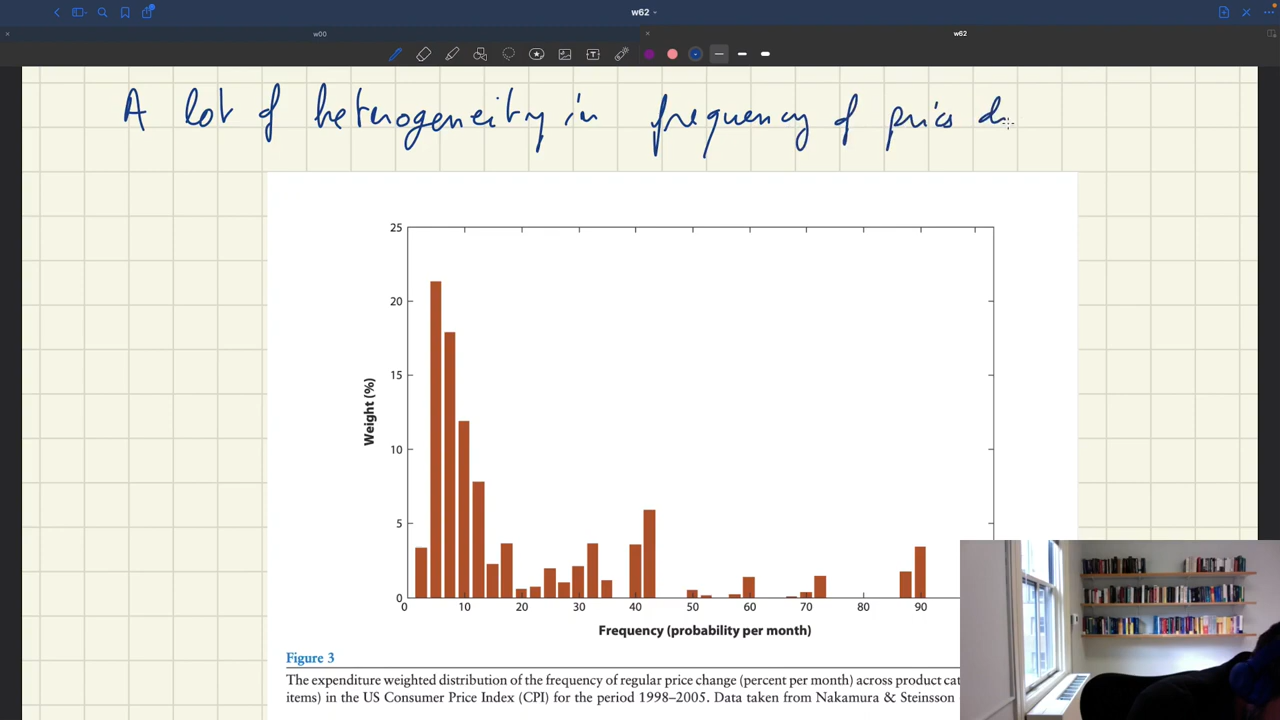 w62
w00
w62
A lot of heterogeneity in frequency of price
25
20
15
10
5
0
Weight (%)
0 10 20 30 40 50 60 70 80 90
Frequency (probability per month)
Figure 3
The expenditure weighted distribution of the frequency of regular price change (percent per month) across product cat
items) in the US Consumer Price Index (CPI) for the period 1998–2005. Data taken from Nakamura & Steinsson